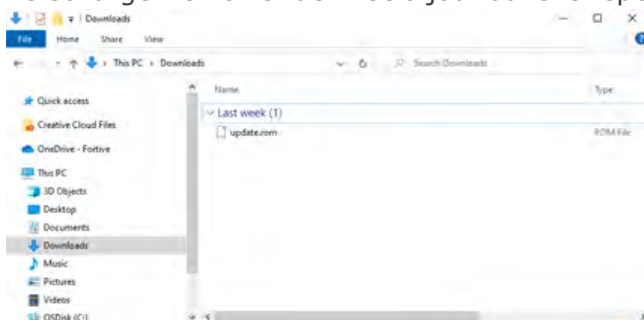 Downloads
File Home Share View
This PC › Downloads
Search Downloads
Name
Type
Quick access
Last week (1)
Creative Cloud Files
update.rom
ROM File
OneDrive - Fortive
This PC
3D Objects
Desktop
Documents
Downloads
Music
Pictures
Videos
OSDisk (C:)